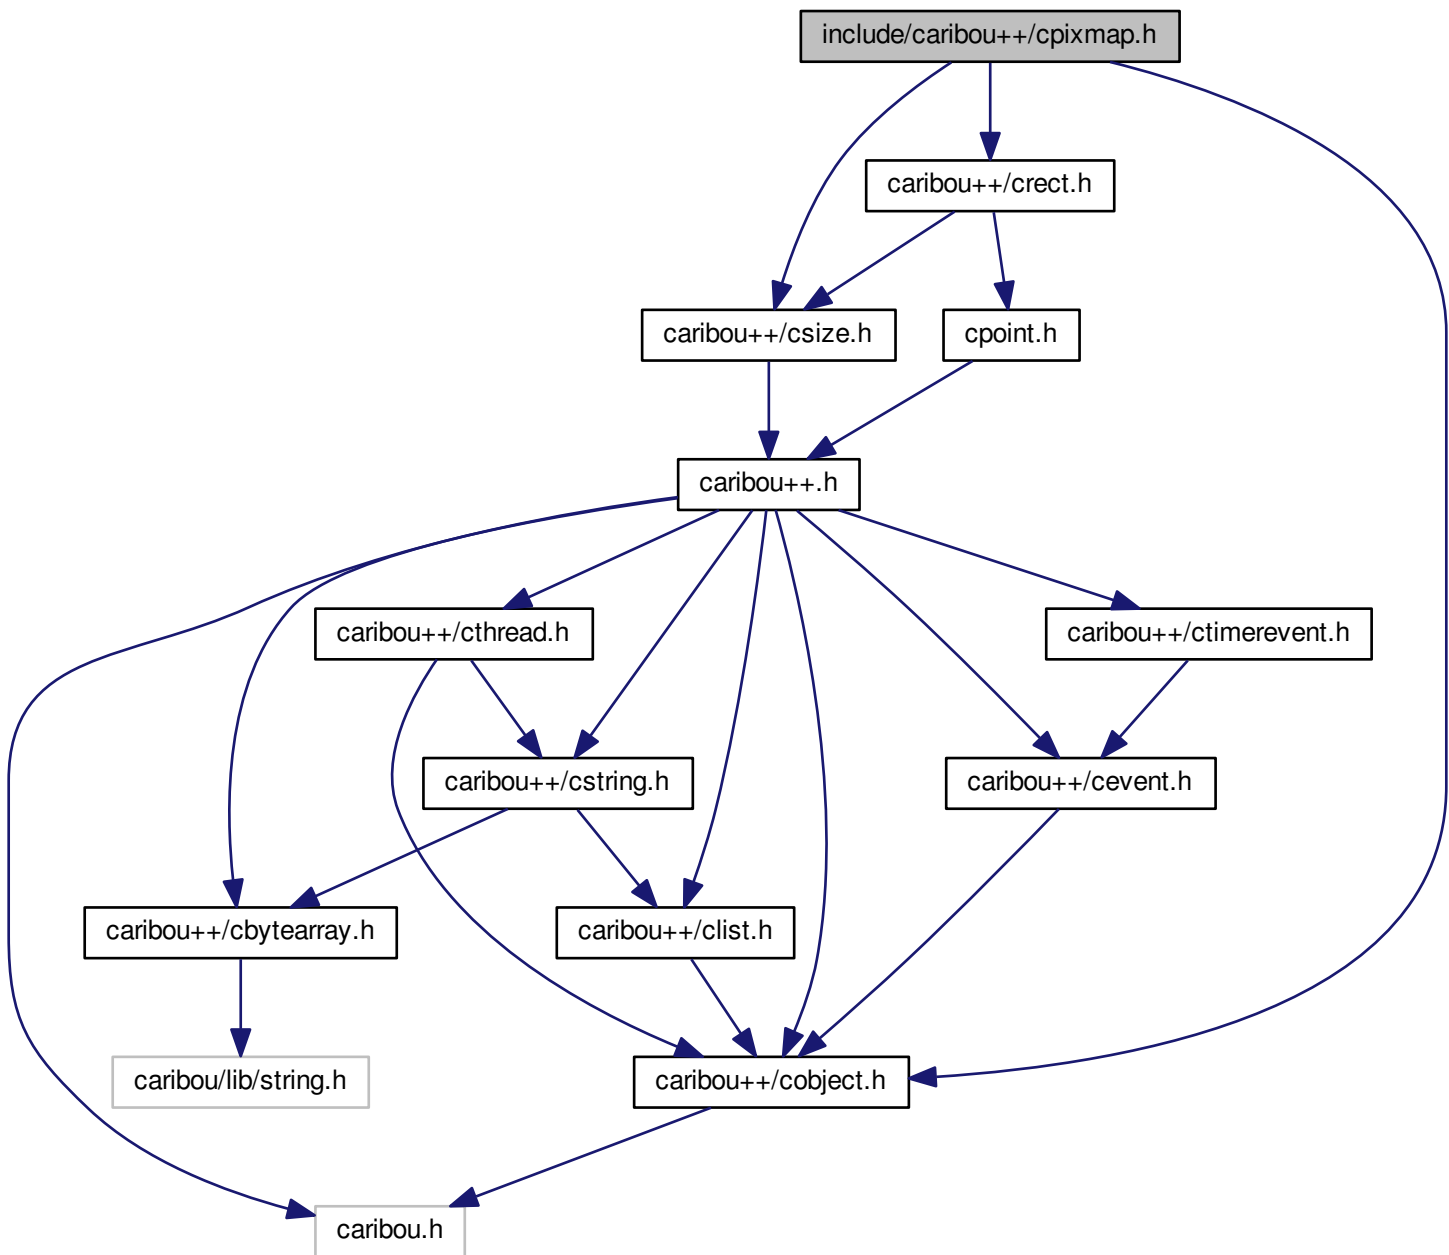 include/caribou++/cpixmap.h
caribou++/crect.h
caribou++/csize.h
cpoint.h
caribou++.h
caribou++/cthread.h
caribou++/ctimerevent.h
caribou++/cstring.h
caribou++/cevent.h
caribou++/cbytearray.h
caribou++/clist.h
caribou/lib/string.h
caribou++/cobject.h
caribou.h